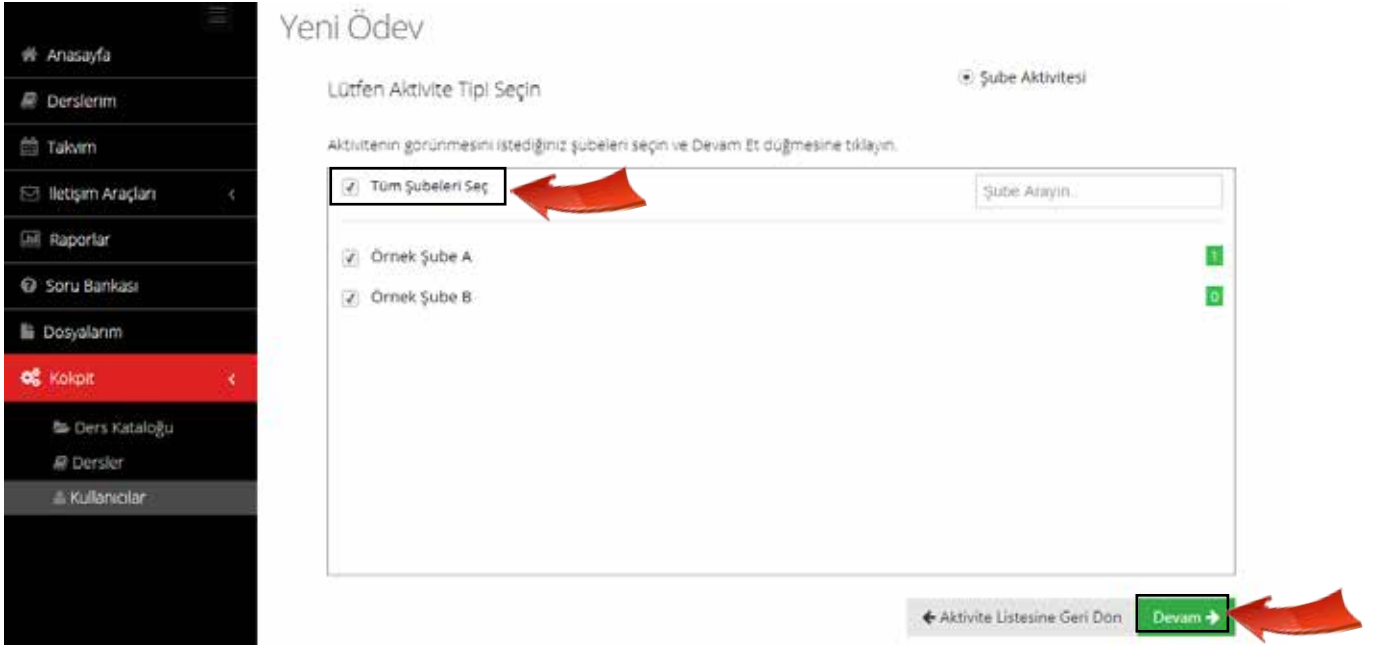 Anasayfa
Derslerim
Takvim
İletişim Araçları
Raporlar
Soru Bankası
Dosyalarım
Kokpit
Ders Kataloğu
Dersler
Kullanıcılar
Yeni Ödev
Lütfen Aktivite Tipi Seçin
Şube Aktivitesi
Aktivitenin görünmesini istediğiniz şubeleri seçin ve Devam Et düğmesine tıklayın.
Tüm Şubeleri Seç
Şube Arayın..
Örnek Şube A
1
Örnek Şube B
0
Aktivite Listesine Geri Dön
Devam